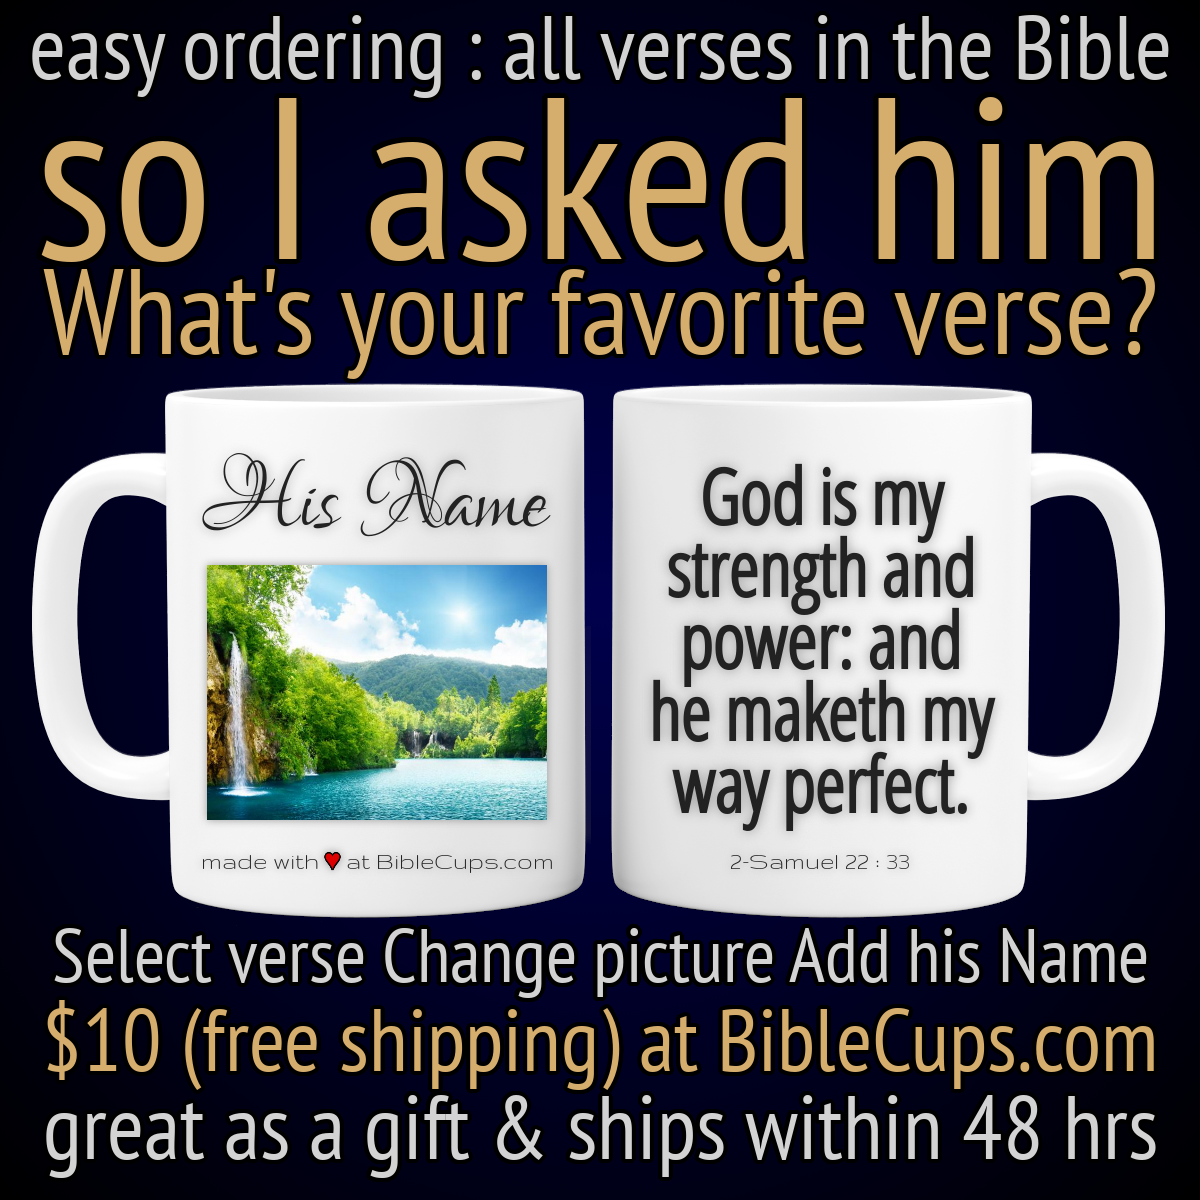 easy ordering : all verses in the Bible
so I asked him
What's your favorite verse?
His Name
made with ♥ at BibleCups.com
God is my
strength and
power: and
he maketh my
way perfect.
2-Samuel 22 : 33
Select verse Change picture Add his Name
$10 (free shipping) at BibleCups.com
great as a gift & ships within 48 hrs